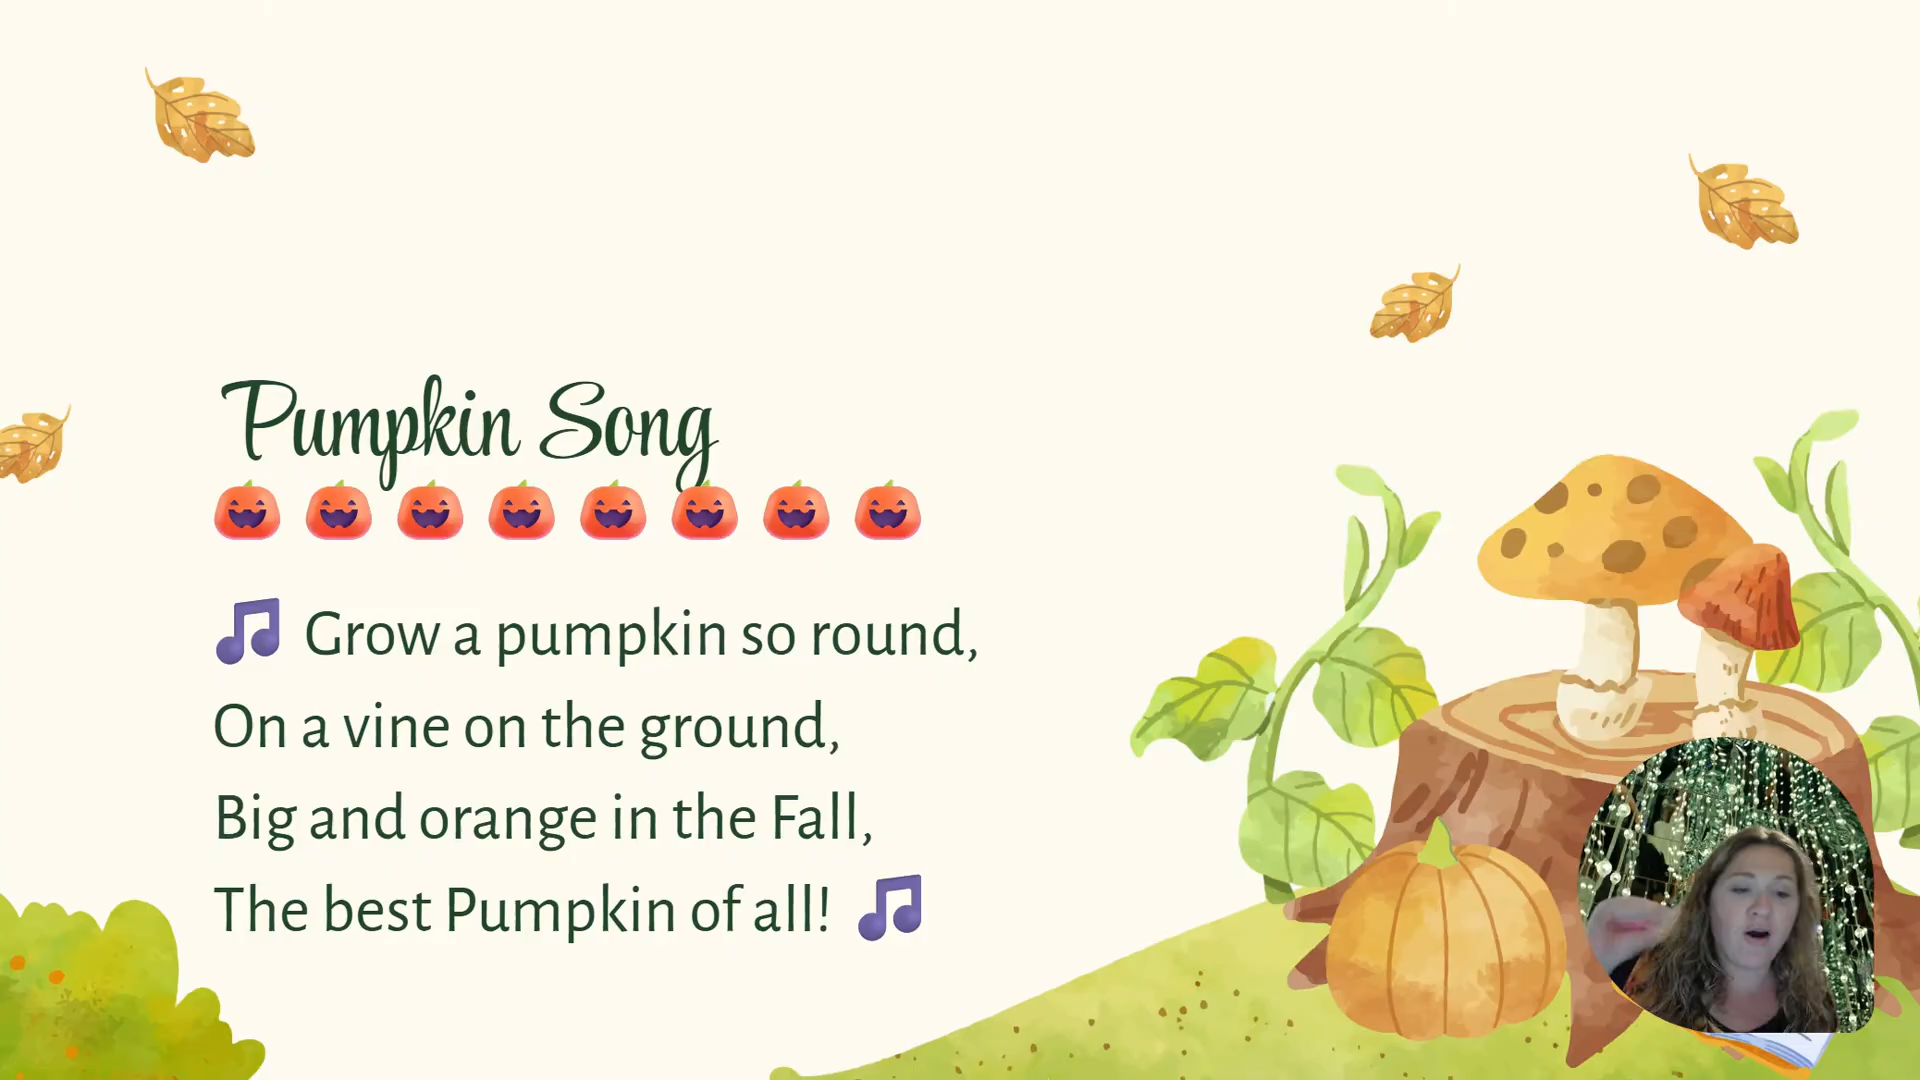 Pumpkin Song
Grow a pumpkin so round,
On a vine on the ground,
Big and orange in the Fall,
The best Pumpkin of all!